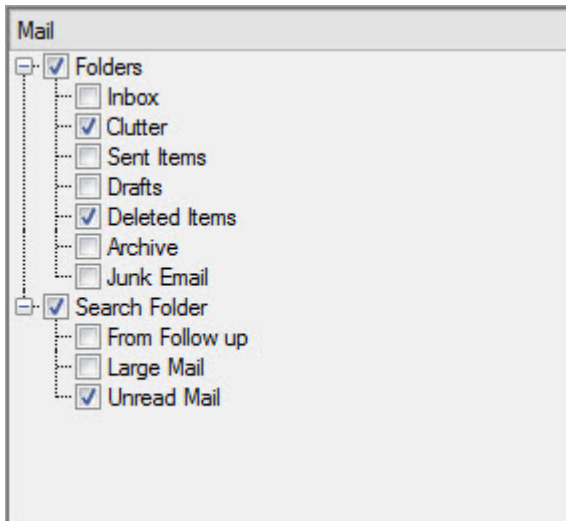 Mail
Folders
Inbox
Clutter
Sent Items
Drafts
Deleted Items
Archive
Junk Email
Search Folder
From Follow up
Large Mail
Unread Mail